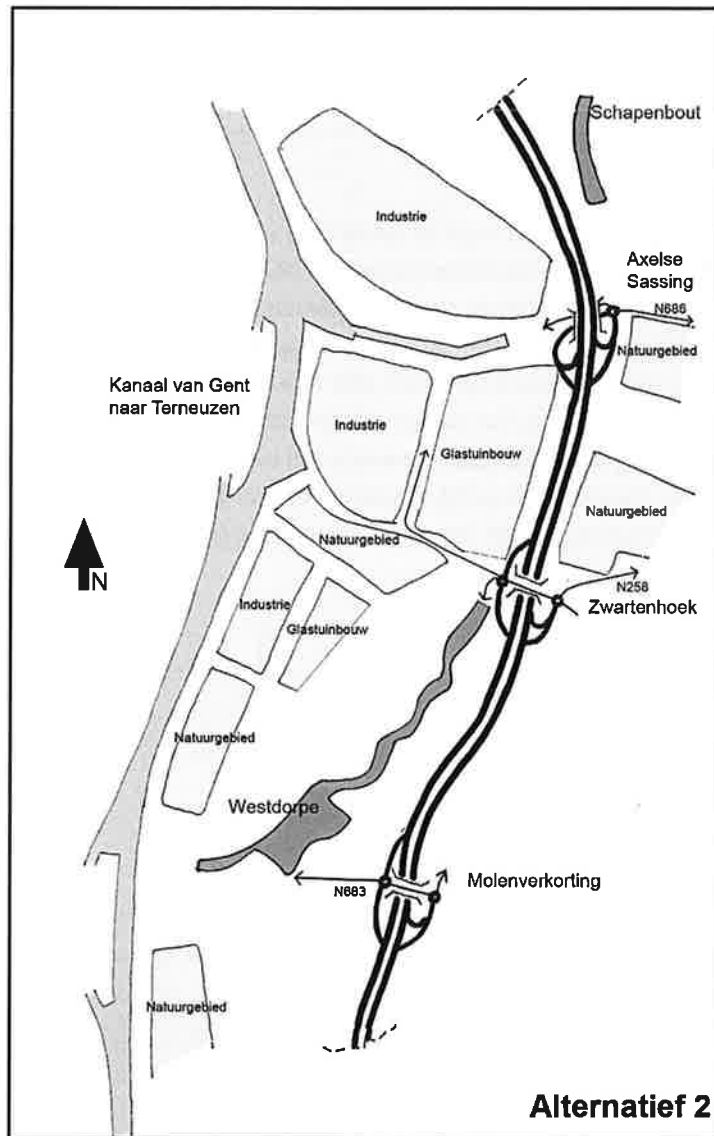 Schapenbout
Industrie
Axelse
Sassing
N686
Natuurgebied
Kanaal van Gent
naar Terneuzen
Industrie
Glastuinbouw
Natuurgebied
Natuurgebied
N
N258
Industrie
Glastuinbouw
Zwartenhoek
Natuurgebied
Westdorpe
N683
Molenverkorting
Natuurgebied
Alternatief 2